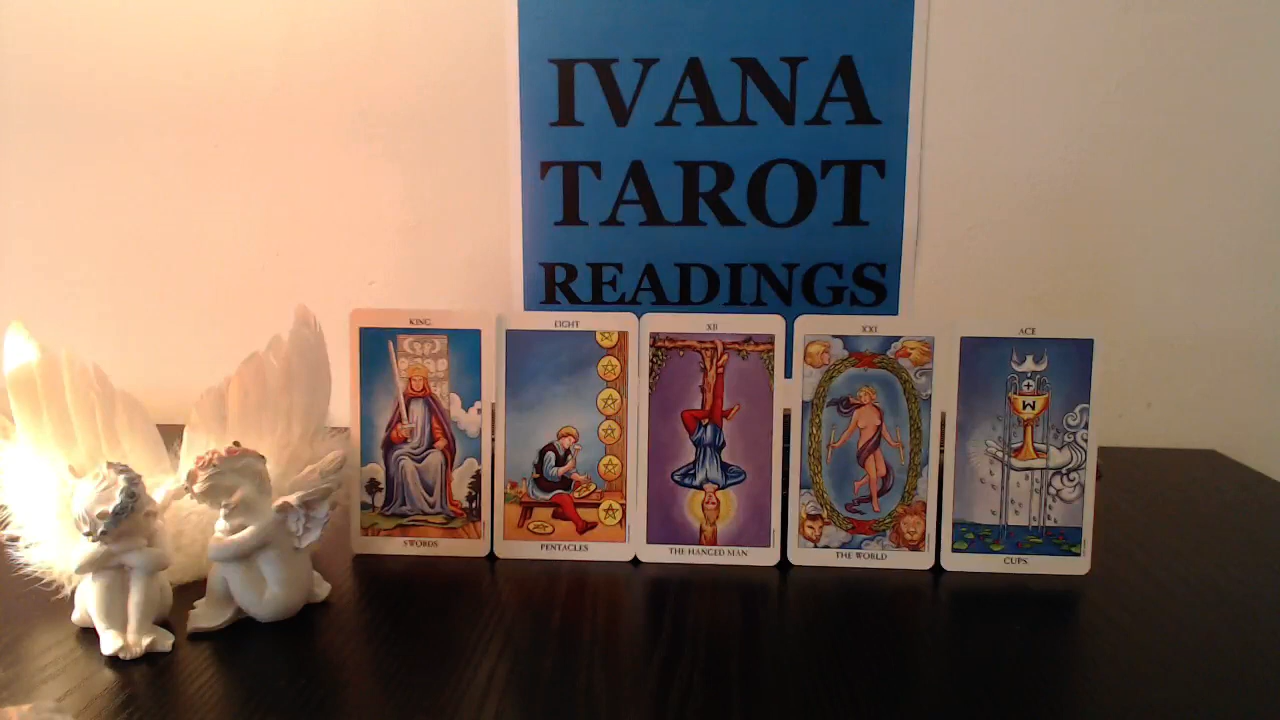 IVANA
TAROT
READINGS
KING
SWORDS
EIGHT
PENTACLES
XII
THE HANGED MAN
XXI
THE WORLD
ACE
W
CUPS